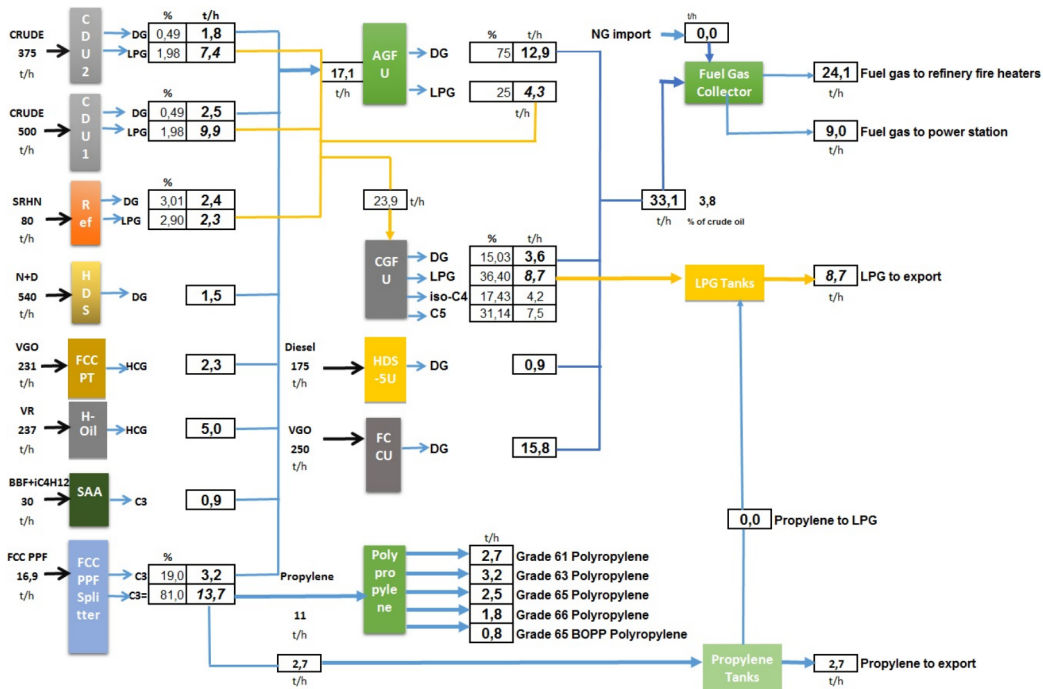 % t/h
CRUDE
375
t/h
CDU2
DG 0,49 1,8
LPG 1,98 7,4
17,1
t/h
AGFU
DG
LPG
% t/h
75 12,9
25 4,3
t/h
NG import
t/h
0,0
Fuel Gas
Collector
24,1 Fuel gas to refinery fire heaters
t/h
9,0 Fuel gas to power station
t/h
% t/h
CRUDE
500
t/h
CDU1
DG 0,49 2,5
LPG 1,98 9,9
%
SRHN
80
t/h
Ref
DG 3,01 2,4
LPG 2,90 2,3
23,9 t/h
33,1 3,8
t/h % of crude oil
CGFU
% t/h
DG 15,03 3,6
LPG 36,40 8,7
iso-C4 17,43 4,2
C5 31,14 7,5
LPG Tanks
8,7 LPG to export
t/h
N+D
540
t/h
HDS
DG
1,5
VGO
231
t/h
FCC
PT
HCG
2,3
Diesel
175
t/h
HDS
-5U
DG
0,9
VR
237
t/h
H-
Oil
HCG
5,0
VGO
250
t/h
FC
CU
DG
15,8
BBF+iC4H12
30
t/h
SAA
C3
0,9
0,0 Propylene to LPG
t/h
FCC PPF
16,9
t/h
FCC
PPF
Spli
tter
%
C3 19,0 3,2
C3= 81,0 13,7
Propylene
11
t/h
Poly
propy
lene
t/h
2,7 Grade 61 Polypropylene
3,2 Grade 63 Polypropylene
2,5 Grade 65 Polypropylene
1,8 Grade 66 Polypropylene
0,8 Grade 65 BOPP Polypropylene
2,7
t/h
Propylene
Tanks
2,7 Propylene to export
t/h